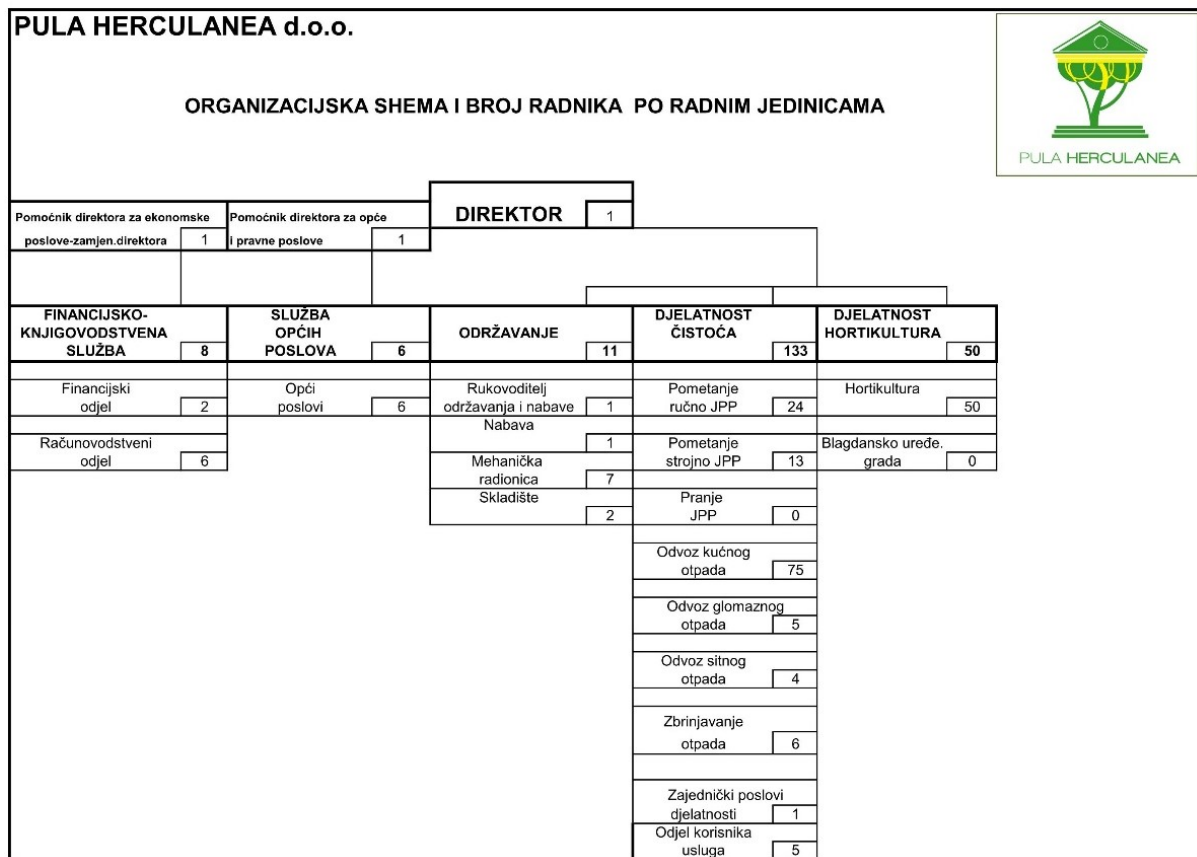 PULA HERCULANEA d.o.o.
ORGANIZACIJSKA SHEMA I BROJ RADNIKA PO RADNIM JEDINICAMA
PULA HERCULANEA
Pomoćnik direktora za ekonomske
poslove-zamjen.direktora 1
Pomoćnik direktora za opće
i pravne poslove 1
DIREKTOR 1
FINANCIJSKO-
KNJIGOVODSTVENA
SLUŽBA 8
Financijski
odjel 2
Računovodstveni
odjel 6
SLUŽBA
OPĆIH
POSLOVA 6
Opći
poslovi 6
ODRŽAVANJE
11
Rukovoditelj
održavanja i nabave 1
Nabava
1
Mehanička
radionica 7
Skladište
2
DJELATNOST
ČISTOĆA
133
Pometanje
ručno JPP 24
Pometanje
strojno JPP 13
Pranje
JPP 0
Odvoz kućnog
otpada 75
Odvoz glomaznog
otpada 5
Odvoz sitnog
otpada 4
Zbrinjavanje
otpada 6
Zajednički poslovi
djelatnosti 1
Odjel korisnika
usluga 5
DJELATNOST
HORTIKULTURA
50
Hortikultura
50
Blagdansko uređe.
grada 0